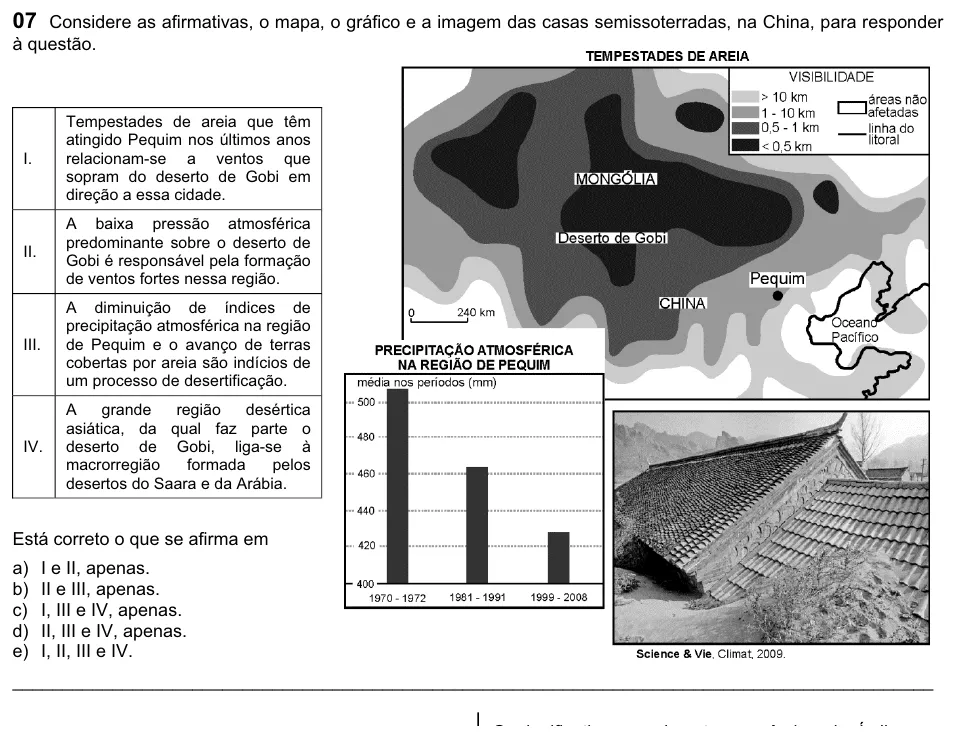 07 Considere as afirmativas, o mapa, o gráfico e a imagem das casas semissoterradas, na China, para responder
à questão.
I.
Tempestades de areia que têm
atingido Pequim nos últimos anos
relacionam-se a ventos que
sopram do deserto de Gobi em
direção a essa cidade.
II.
A baixa pressão atmosférica
predominante sobre o deserto de
Gobi é responsável pela formação
de ventos fortes nessa região.
III.
A diminuição de índices de
precipitação atmosférica na região
de Pequim e o avanço de terras
cobertas por areia são indícios de
um processo de desertificação.
IV.
A grande região desértica
asiática, da qual faz parte o
deserto de Gobi, liga-se à
macrorregião formada pelos
desertos do Saara e da Arábia.
Está correto o que se afirma em
a) I e II, apenas.
b) II e III, apenas.
c) I, III e IV, apenas.
d) II, III e IV, apenas.
e) I, II, III e IV.
TEMPESTADES DE AREIA
VISIBILIDADE
> 10 km
1 - 10 km
0,5 - 1 km
< 0,5 km
áreas não
afetadas
linha do
litoral
MONGÓLIA
Deserto de Gobi
Pequim
CHINA
Oceano
Pacífico
0 240 km
PRECIPITAÇÃO ATMOSFÉRICA
NA REGIÃO DE PEQUIM
média nos períodos (mm)
500
480
460
440
420
400
1970 - 1972 1981 - 1991 1999 - 2008
Science & Vie, Climat, 2009.